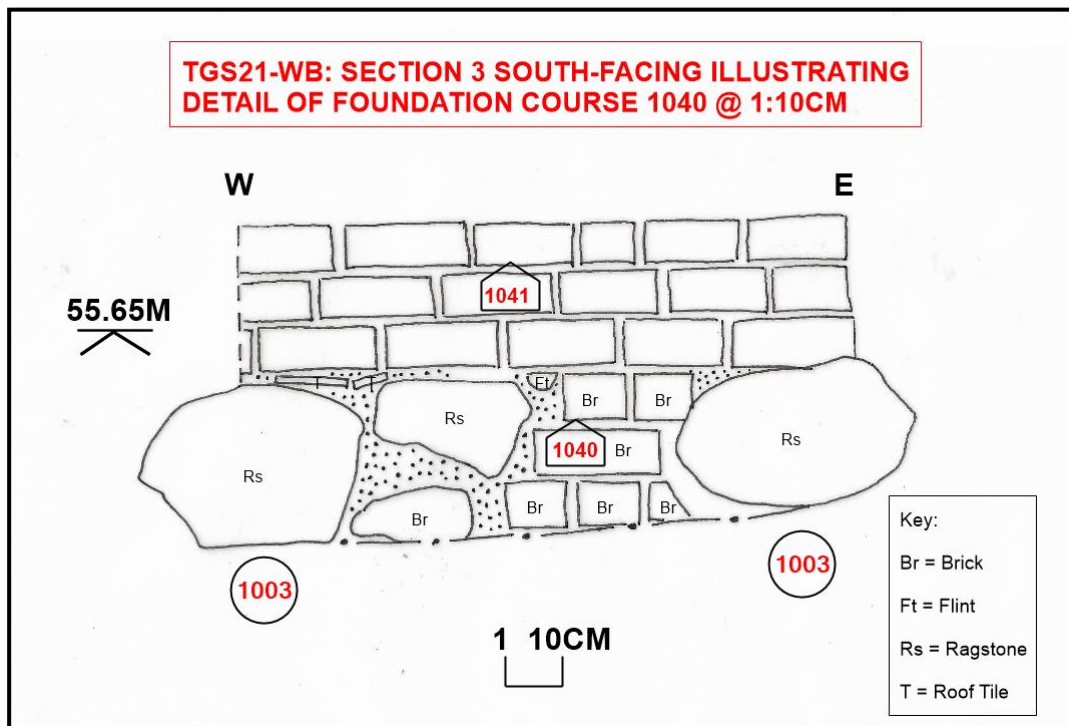 TGS21-WB: SECTION 3 SOUTH-FACING ILLUSTRATING
DETAIL OF FOUNDATION COURSE 1040 @ 1:10CM
W
E
1041
55.65M
T
T
Ft
Br
Br
Rs
1040
Br
Rs
Rs
Br
Br
Br
Br
1003
1003
1 10CM
Key:
Br = Brick
Ft = Flint
Rs = Ragstone
T = Roof Tile